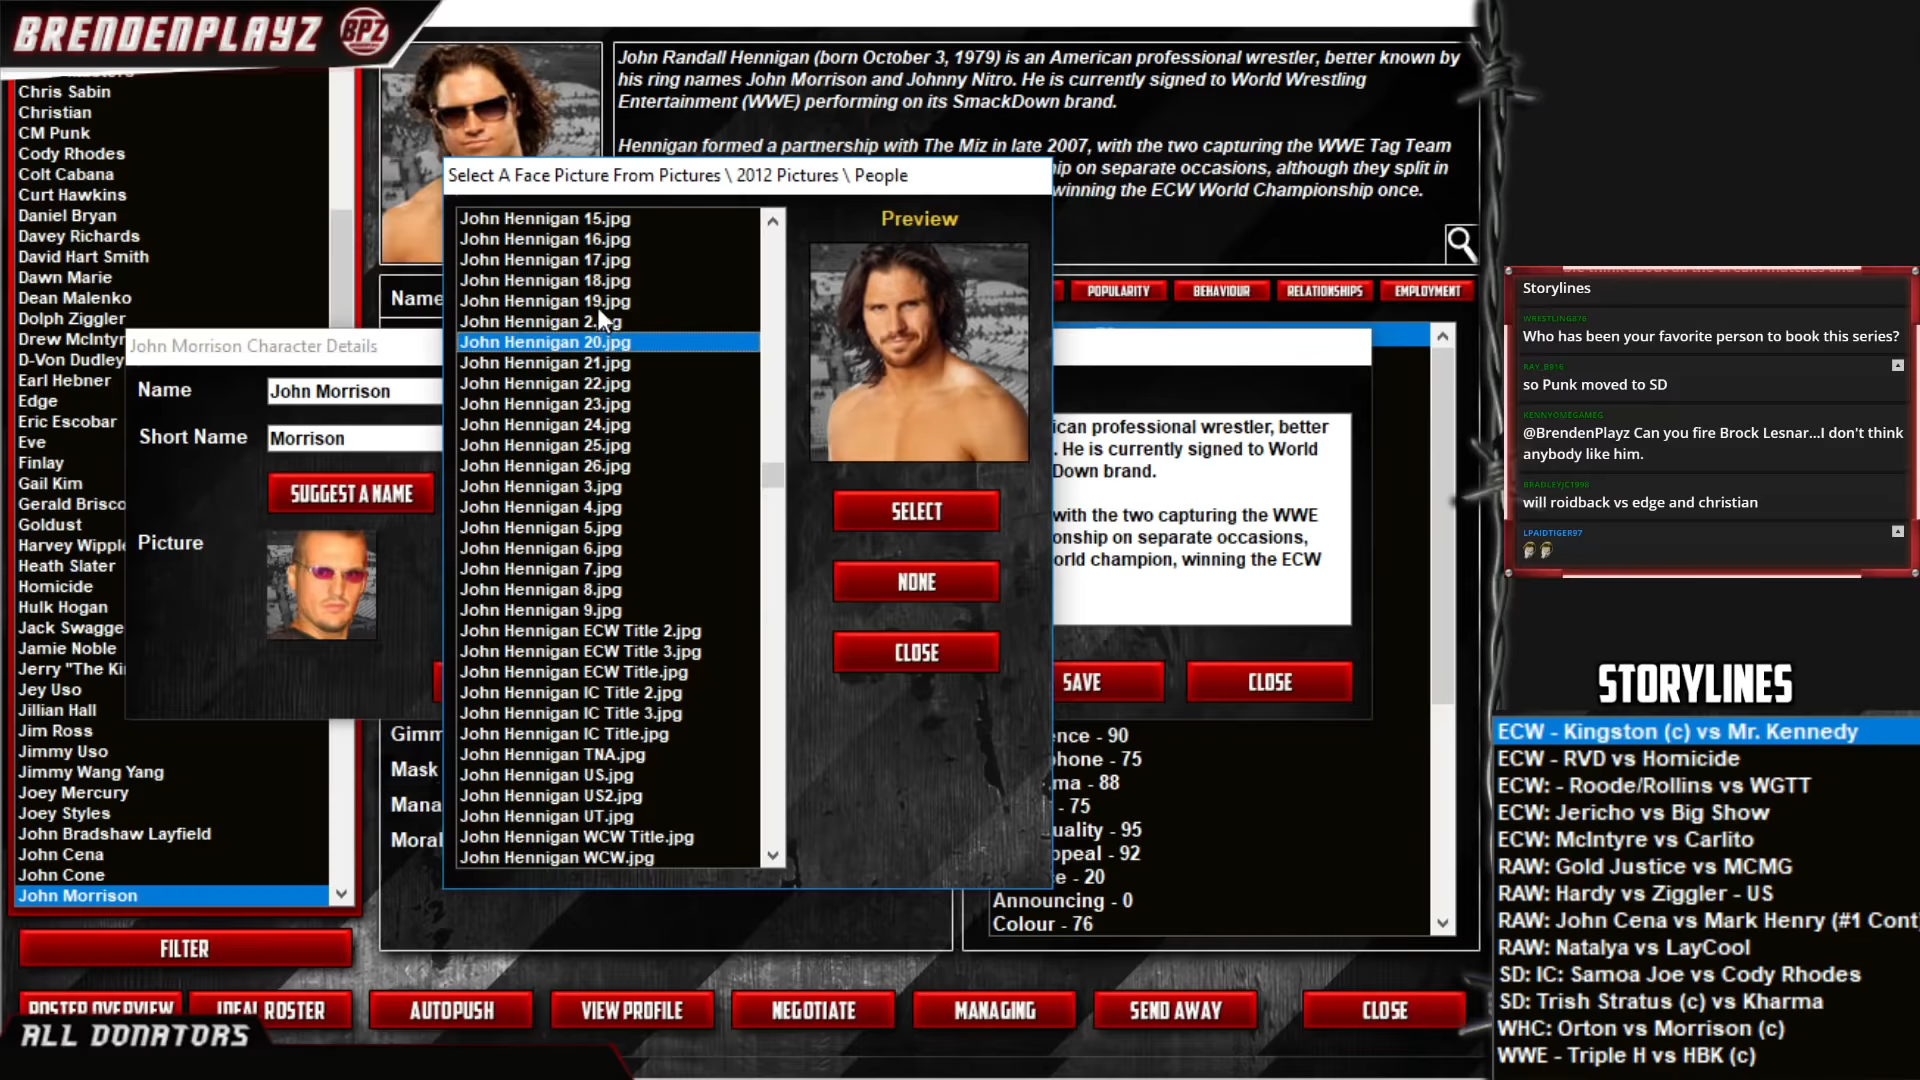 BRENDENPLAYZ
BPZ
Chris Sabin
Christian
CM Punk
Cody Rhodes
Colt Cabana
Curt Hawkins
Daniel Bryan
Davey Richards
David Hart Smith
Dawn Marie
Dean Malenko
Dolph Ziggler
Drew McIntyr
D-Von Dudley
Earl Hebner
Edge
Eric Escobar
Eve
Finlay
Gail Kim
Gerald Brisco
Goldust
Harvey Wipple
Heath Slater
Homicide
Hulk Hogan
Jack Swagge
Jamie Noble
Jerry "The Ki
Jey Uso
Jillian Hall
Jim Ross
Jimmy Uso
Jimmy Wang Yang
Joey Mercury
Joey Styles
John Bradshaw Layfield
John Cena
John Cone
John Morrison
FILTER
John Randall Hennigan (born October 3, 1979) is an American professional wrestler, better known by
his ring names John Morrison and Johnny Nitro. He is currently signed to World Wrestling
Entertainment (WWE) performing on its SmackDown brand.
Hennigan formed a partnership with The Miz in late 2007, with the two capturing the WWE Tag Team
ip on separate occasions, although they split in
winning the ECW World Championship once.
Name
POPULARITY
BEHAVIOUR
RELATIONSHIPS
EMPLOYMENT
John Morrison Character Details
Name
John Morrison
Short Name
Morrison
SUGGEST A NAME
Picture
Select A Face Picture From Pictures \ 2012 Pictures \ People
John Hennigan 15.jpg
John Hennigan 16.jpg
John Hennigan 17.jpg
John Hennigan 18.jpg
John Hennigan 19.jpg
John Hennigan 2.jpg
John Hennigan 20.jpg
John Hennigan 21.jpg
John Hennigan 22.jpg
John Hennigan 23.jpg
John Hennigan 24.jpg
John Hennigan 25.jpg
John Hennigan 26.jpg
John Hennigan 3.jpg
John Hennigan 4.jpg
John Hennigan 5.jpg
John Hennigan 6.jpg
John Hennigan 7.jpg
John Hennigan 8.jpg
John Hennigan 9.jpg
John Hennigan ECW Title 2.jpg
John Hennigan ECW Title 3.jpg
John Hennigan ECW Title.jpg
John Hennigan IC Title 2.jpg
John Hennigan IC Title 3.jpg
John Hennigan IC Title.jpg
John Hennigan TNA.jpg
John Hennigan US.jpg
John Hennigan US2.jpg
John Hennigan UT.jpg
John Hennigan WCW Title.jpg
John Hennigan WCW.jpg
Preview
SELECT
NONE
CLOSE
ican professional wrestler, better
. He is currently signed to World
Down brand.
with the two capturing the WWE
onship on separate occasions,
orld champion, winning the ECW
SAVE
CLOSE
Gimm
Mask
Mana
Moral
ence - 90
phone - 75
ma - 88
- 75
uality - 95
ppeal - 92
e - 20
Announcing - 0
Colour - 76
ROSTER OVERVIEW
IDEAL ROSTER
AUTOPUSH
VIEW PROFILE
NEGOTIATE
MANAGING
SEND AWAY
CLOSE
ALL DONATORS
Storylines
WRESTLING876
Who has been your favorite person to book this series?
RAY_B916
so Punk moved to SD
KENNYOMEGAMEG
@BrendenPlayz Can you fire Brock Lesnar...I don't think
anybody like him.
BRADLEYJC1998
will roidback vs edge and christian
LPAIDTIGER97
STORYLINES
ECW - Kingston (c) vs Mr. Kennedy
ECW - RVD vs Homicide
ECW: - Roode/Rollins vs WGTT
ECW: Jericho vs Big Show
ECW: McIntyre vs Carlito
RAW: Gold Justice vs MCMG
RAW: Hardy vs Ziggler - US
RAW: John Cena vs Mark Henry (#1 Cont
RAW: Natalya vs LayCool
SD: IC: Samoa Joe vs Cody Rhodes
SD: Trish Stratus (c) vs Kharma
WHC: Orton vs Morrison (c)
WWE - Triple H vs HBK (c)